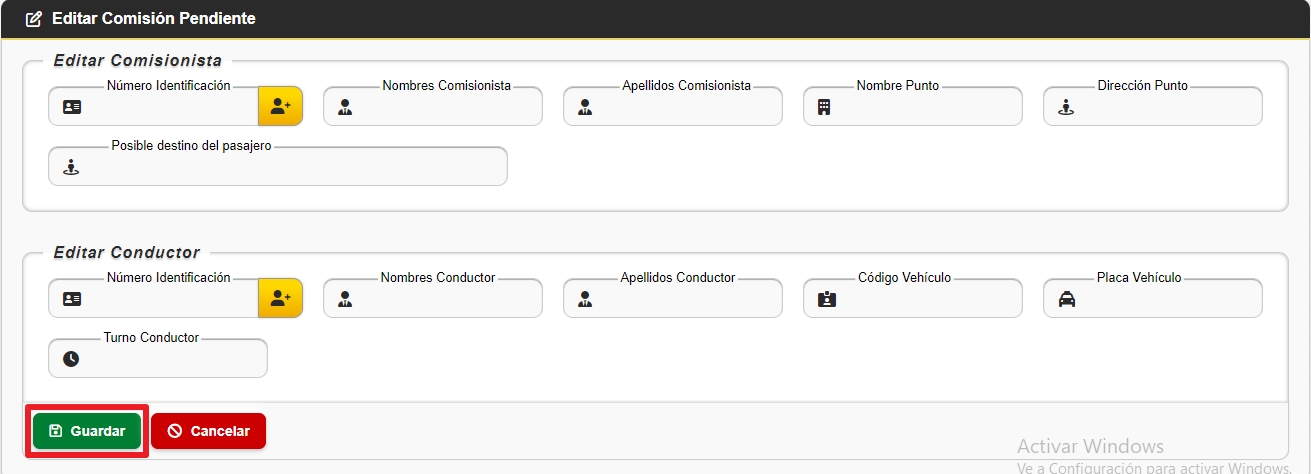 Editar Comisión Pendiente
Editar Comisionista
Número Identificación Nombres Comisionista Apellidos Comisionista Nombre Punto Dirección Punto
Posible destino del pasajero
Editar Conductor
Número Identificación Nombres Conductor Apellidos Conductor Código Vehículo Placa Vehículo
Turno Conductor
Guardar Cancelar
Activar Windows
Ve a Configuración para activar Windows.